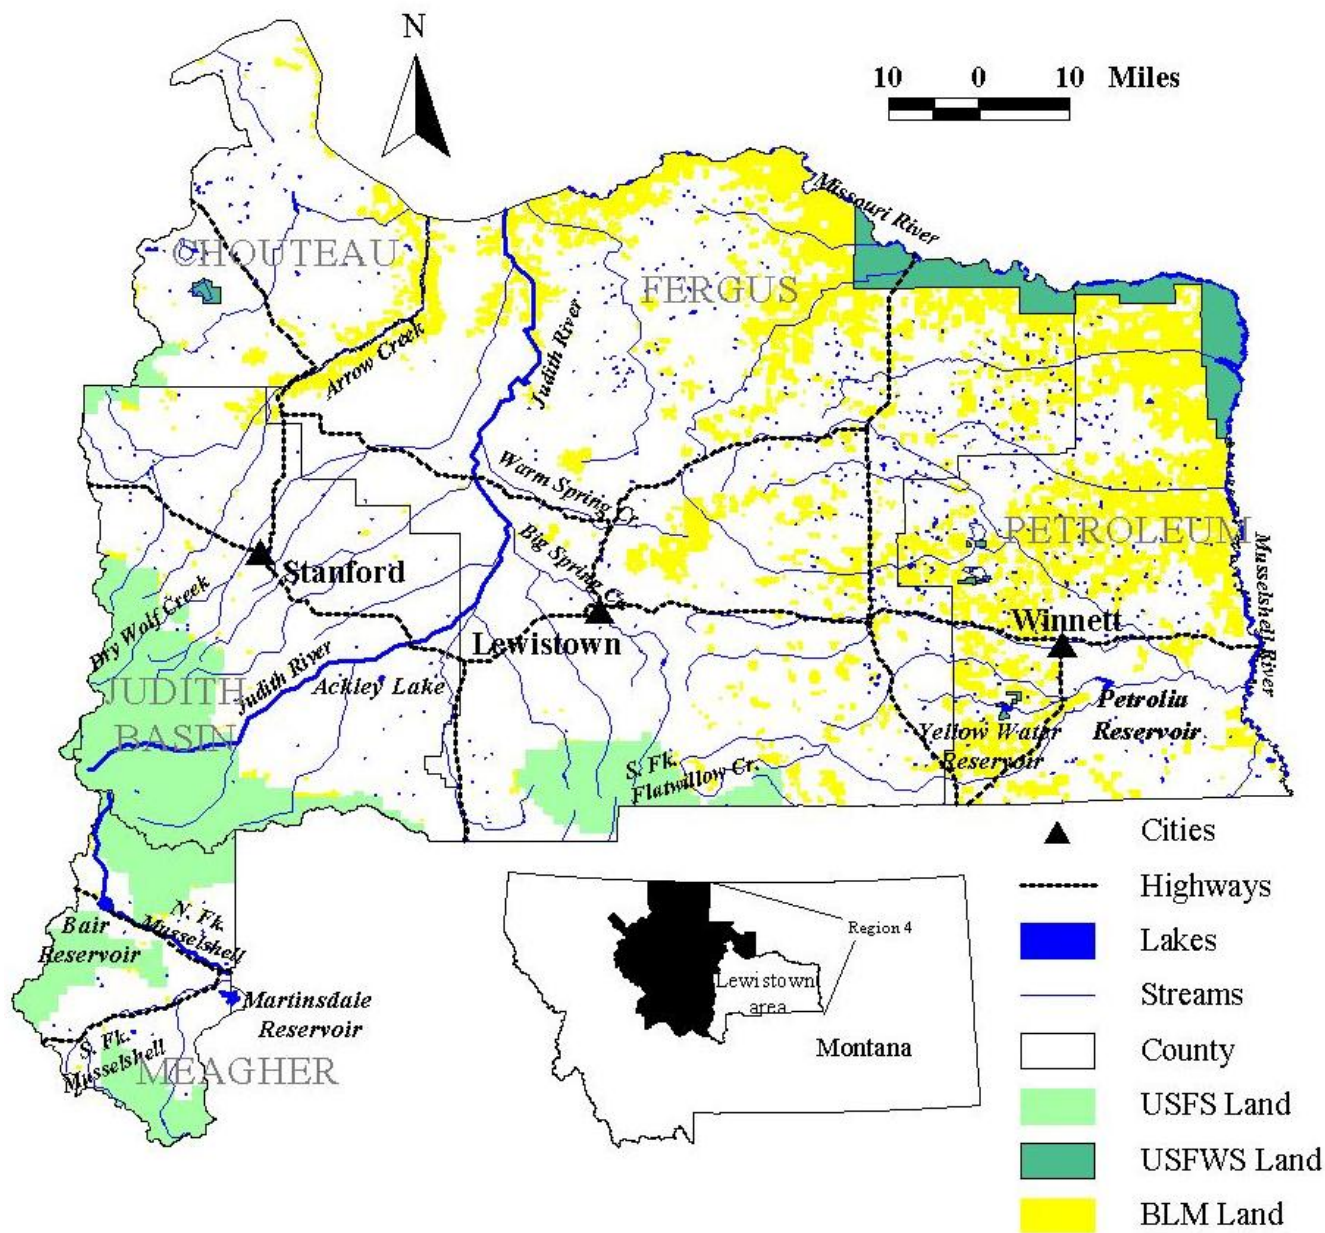 N
10 0 10 Miles
Missouri River
CHOUTEAU
FERGUS
Arrow Creek
Judith River
Warm Spring Cr.
PETROLEUM
Big Spring Cr.
Stanford
Musselshell River
Dry Wolf Creek
Lewistown
Winnett
Judith River
Ackley Lake
JUDITH
BASIN
Petrolia
Reservoir
Yellow Water
Reservoir
S. Fk.
Flatwillow Cr.
Cities
Highways
Lakes
Streams
County
USFS Land
USFWS Land
BLM Land
N. Fk.
Musselshell
Bair
Reservoir
Martinsdale
Reservoir
S. Fk.
Musselshell
MEAGHER
Region 4
Lewistown
area
Montana